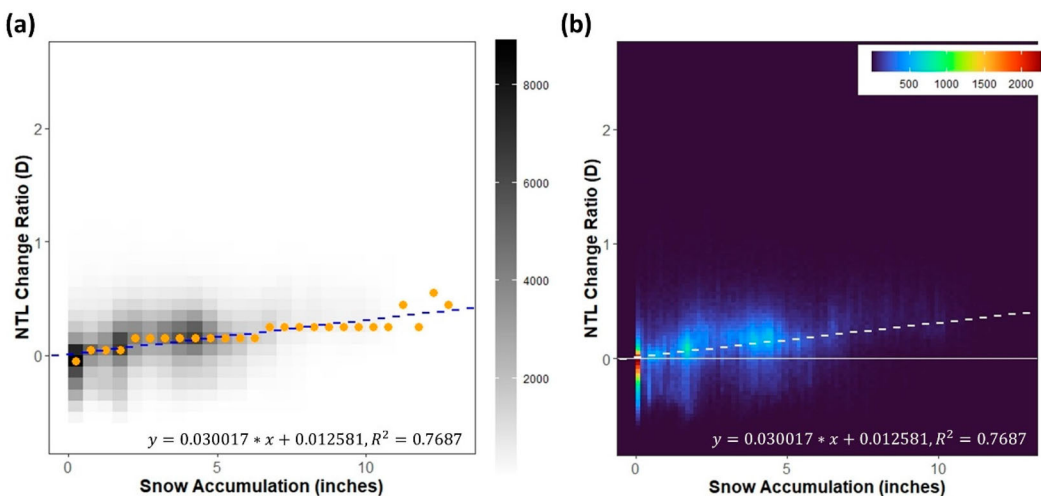 (a)
2
1
0
NTL Change Ratio (D)
0
5
10
Snow Accumulation (inches)
y = 0.030017 * x + 0.012581, R² = 0.7687
8000
6000
4000
2000
(b)
500
1000
1500
2000
2
1
0
NTL Change Ratio (D)
0
5
10
Snow Accumulation (inches)
y = 0.030017 * x + 0.012581, R² = 0.7687